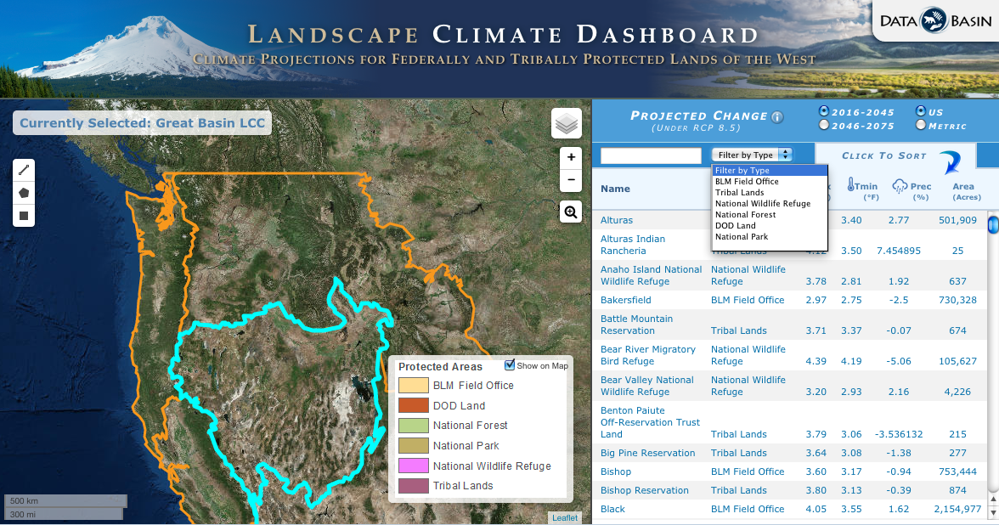 LANDSCAPE CLIMATE DASHBOARD
CLIMATE PROJECTIONS FOR FEDERALLY AND TRIBALLY PROTECTED LANDS OF THE WEST
DATA BASIN
Currently Selected: Great Basin LCC
+
−
500 km
300 mi
Protected Areas
Show on Map
BLM Field Office
DOD Land
National Forest
National Park
National Wildlife Refuge
Tribal Lands
Leaflet
PROJECTED CHANGE i
(UNDER RCP 8.5)
2016-2045
US
2046-2075
METRIC
Filter by Type
CLICK TO SORT
Filter by Type
BLM Field Office
Tribal Lands
National Wildlife Refuge
National Forest
DOD Land
National Park
Name
Tmin
(°F)
Prec
(%)
Area
(Acres)
Alturas 3.40 2.77 501,909
Alturas Indian
Rancheria Tribal Lands 4.12 3.50 7.454895 25
Anaho Island National National Wildlife
Wildlife Refuge Refuge 3.78 2.81 1.92 637
Bakersfield BLM Field Office 2.97 2.75 -2.5 730,328
Battle Mountain
Reservation Tribal Lands 3.71 3.37 -0.07 674
Bear River Migratory National Wildlife
Bird Refuge Refuge 4.39 4.19 -5.06 105,627
Bear Valley National National Wildlife
Wildlife Refuge Refuge 3.20 2.93 2.16 4,226
Benton Paiute
Off-Reservation Trust
Land Tribal Lands 3.79 3.06 -3.536132 215
Big Pine Reservation Tribal Lands 3.64 3.08 -1.38 277
Bishop BLM Field Office 3.60 3.17 -0.94 753,444
Bishop Reservation Tribal Lands 3.80 3.13 -0.39 874
Black BLM Field Office 4.05 3.55 1.62 2,154,977